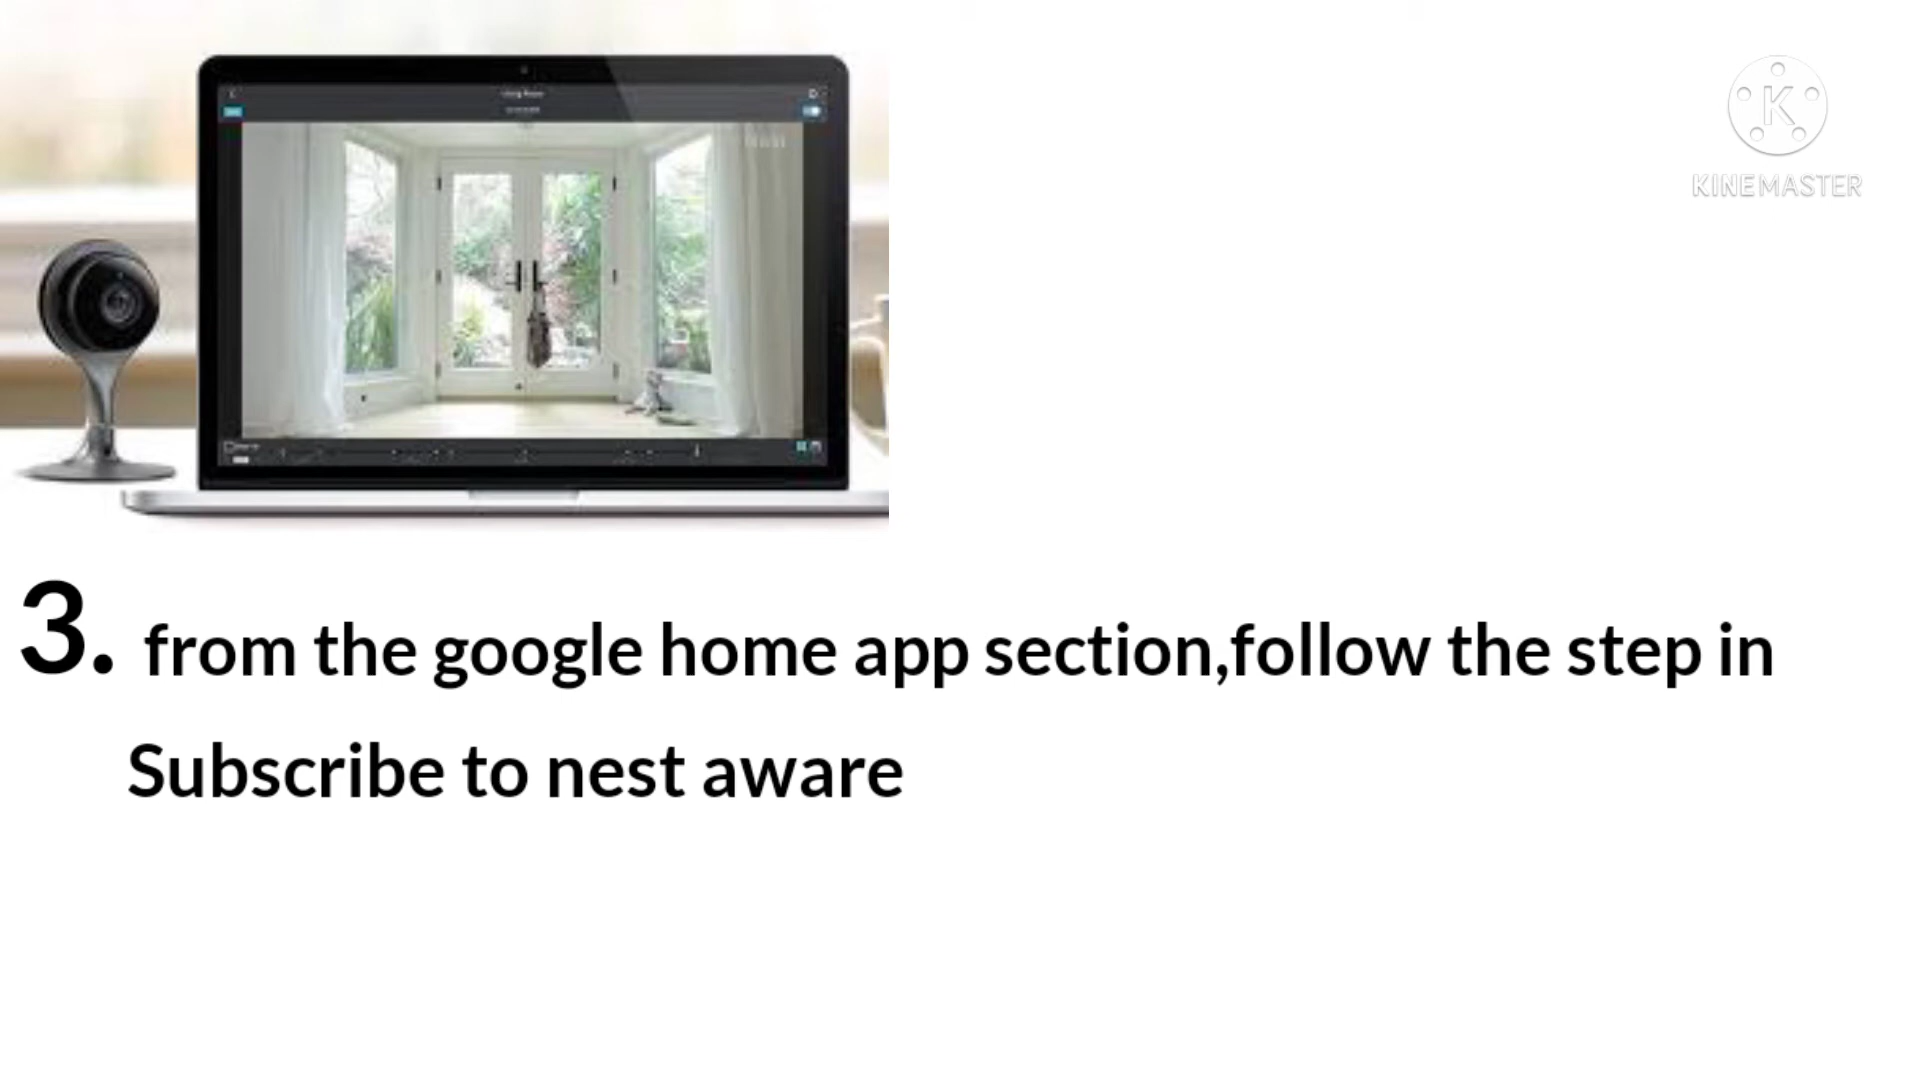 KINEMASTER
3. from the google home app section,follow the step in
Subscribe to nest aware